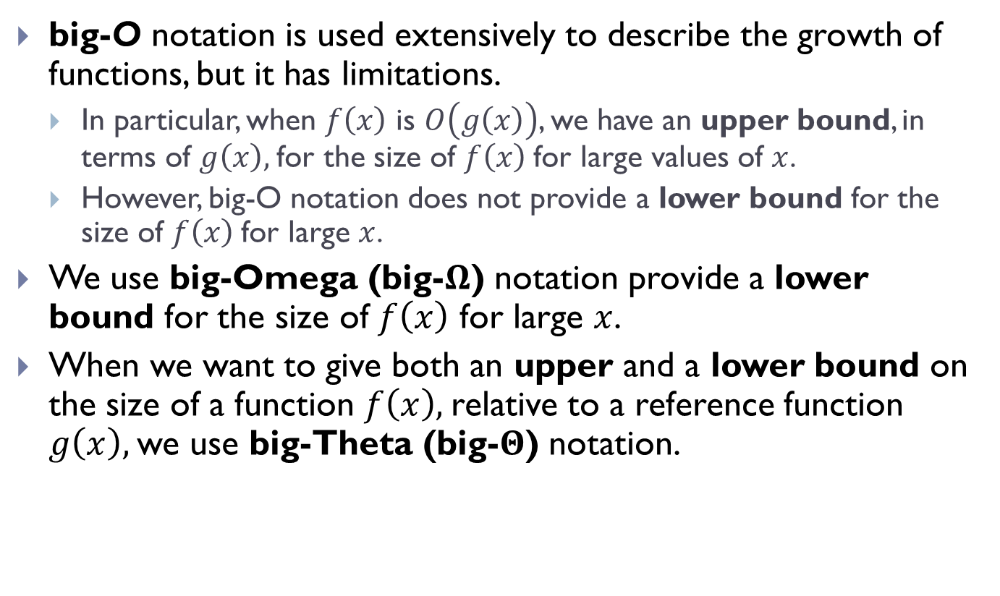 big-O notation is used extensively to describe the growth of
functions, but it has limitations.
In particular, when f(x) is O(g(x)), we have an upper bound, in
terms of g(x), for the size of f(x) for large values of x.
However, big-O notation does not provide a lower bound for the
size of f(x) for large x.
We use big-Omega (big-Ω) notation provide a lower
bound for the size of f(x) for large x.
When we want to give both an upper and a lower bound on
the size of a function f(x), relative to a reference function
g(x), we use big-Theta (big-Θ) notation.